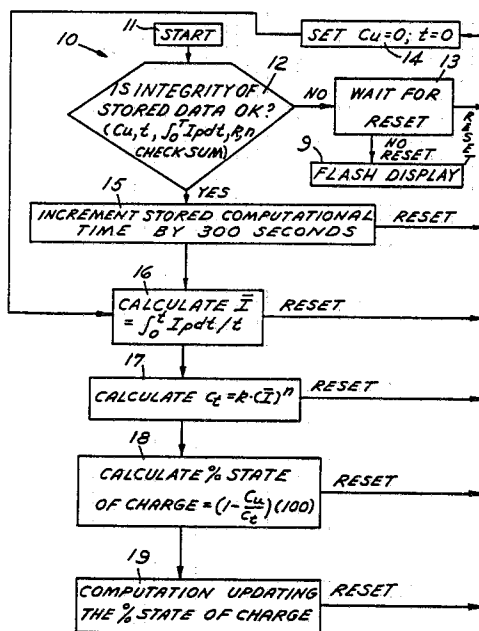 10
11
START
SET Cu=0; t=0
14
12
IS INTEGRITY OF
STORED DATA OK?
(Cu,t, ∫₀ᵀ Ipdt, R,n
CHECKSUM)
NO
13
WAIT FOR
RESET
RESET
NO
RESET
9
FLASH DISPLAY
YES
15
INCREMENT STORED COMPUTATIONAL
TIME BY 300 SECONDS
RESET
16
CALCULATE Ī
= ∫₀ᵗ Ipdt/t
RESET
17
CALCULATE Ct = k·(Ī)ⁿ
RESET
18
CALCULATE % STATE
OF CHARGE = (1-Cu/Ct)(100)
RESET
19
COMPUTATION UPDATING
THE % STATE OF CHARGE
RESET